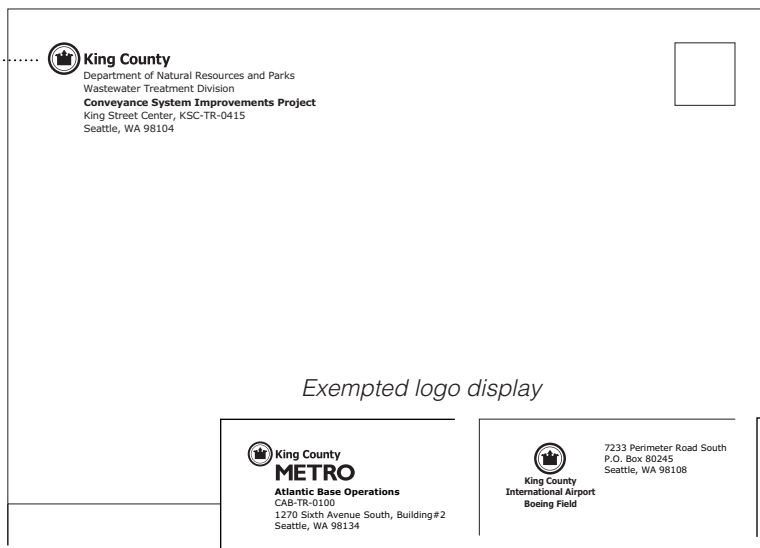 King County
Department of Natural Resources and Parks
Wastewater Treatment Division
Conveyance System Improvements Project
King Street Center, KSC-TR-0415
Seattle, WA 98104
Exempted logo display
King County
METRO
Atlantic Base Operations
CAB-TR-0100
1270 Sixth Avenue South, Building#2
Seattle, WA 98134
King County
International Airport
Boeing Field
7233 Perimeter Road South
P.O. Box 80245
Seattle, WA 98108